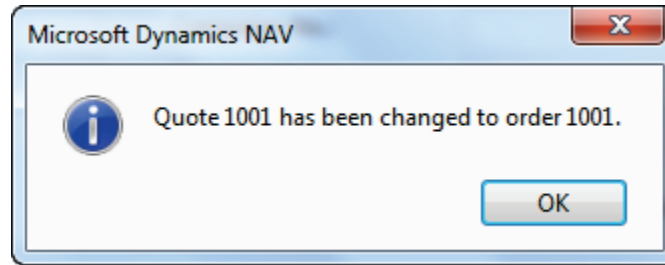 Microsoft Dynamics NAV
Quote 1001 has been changed to order 1001.
OK